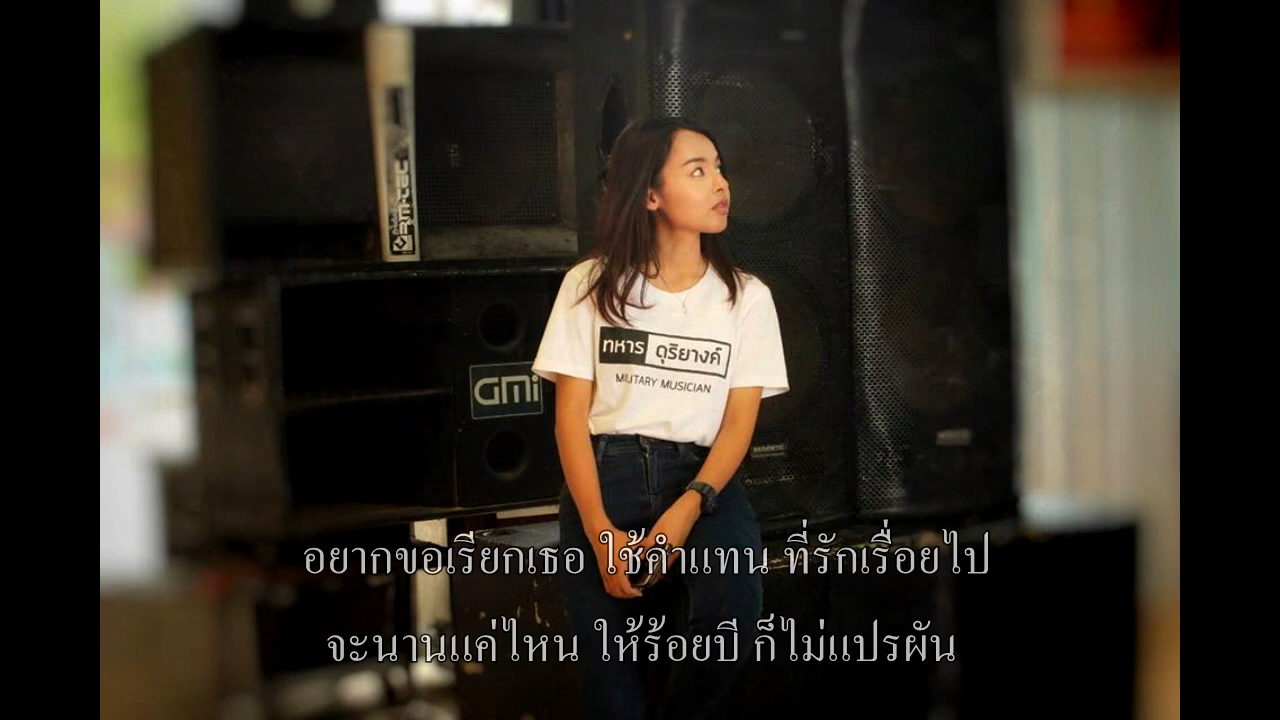 RM-TEC
GMi
ทหาร ดุริยางค์
MILITARY MUSICIAN
อยากขอเรียกเธอ ใช้คำแทน ที่รักเรื่อยไป
จะนานแค่ไหน ให้ร้อยปี ก็ไม่แปรผัน